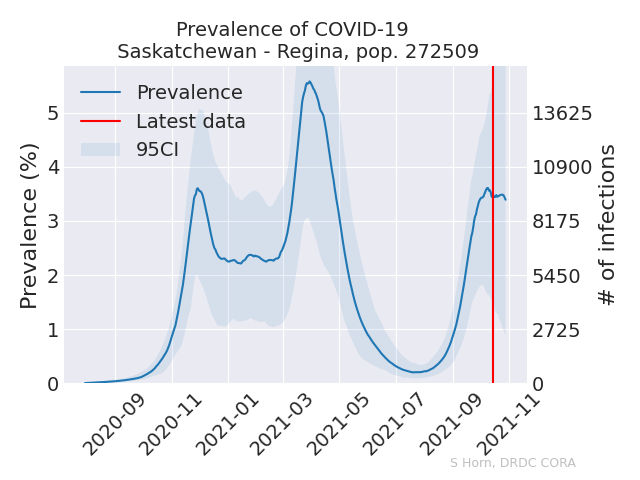 Prevalence of COVID-19
Saskatchewan - Regina, pop. 272509
Prevalence
Latest data
95CI
Prevalence (%)
5
4
3
2
1
0
13625
10900
8175
5450
2725
0
# of infections
2020-09
2020-11
2021-01
2021-03
2021-05
2021-07
2021-09
2021-11
S Horn, DRDC CORA